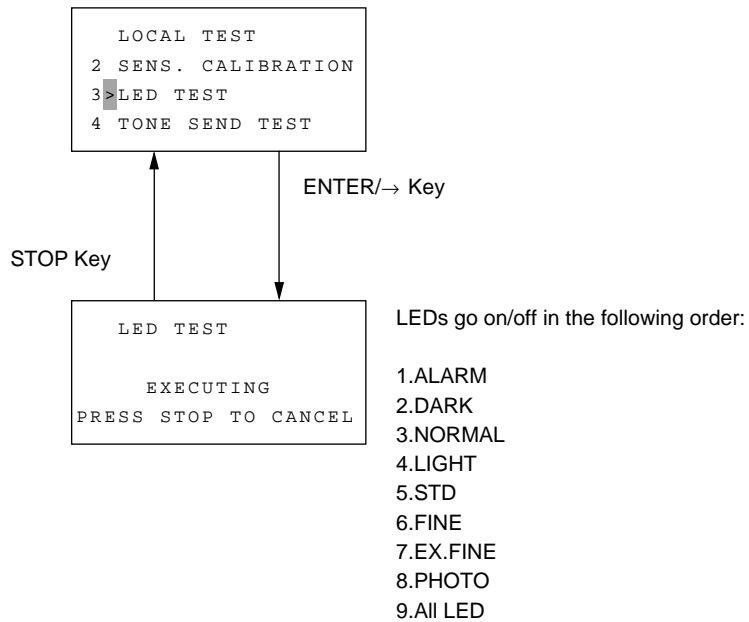 LOCAL TEST
2 SENS. CALIBRATION
3>LED TEST
4 TONE SEND TEST
ENTER/→ Key
STOP Key
LED TEST
EXECUTING
PRESS STOP TO CANCEL
LEDs go on/off in the following order:
1.ALARM
2.DARK
3.NORMAL
4.LIGHT
5.STD
6.FINE
7.EX.FINE
8.PHOTO
9.All LED